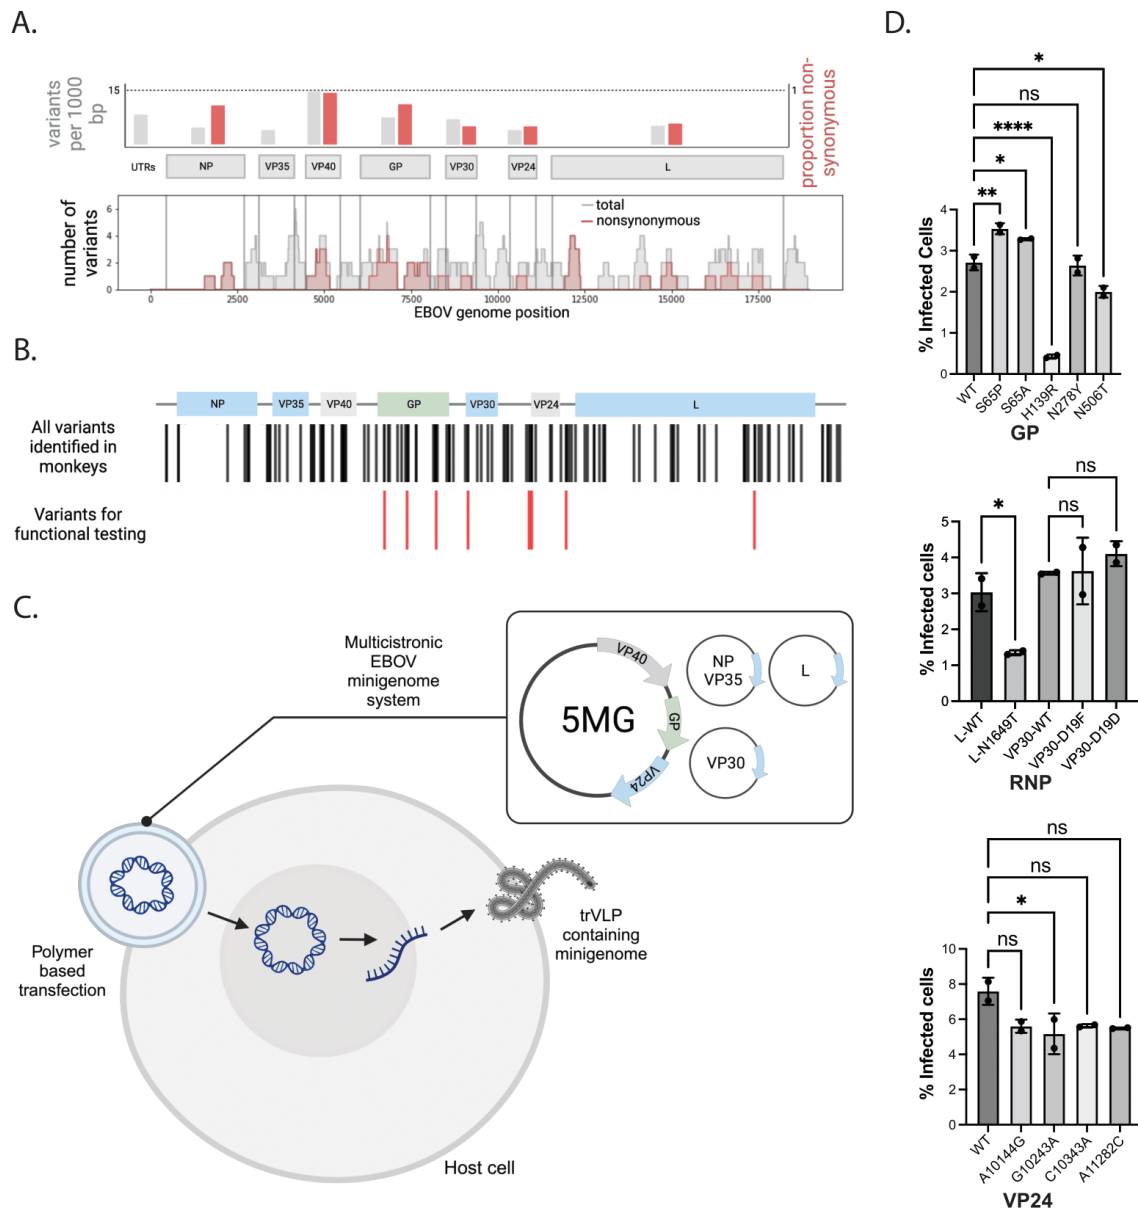 A.
variants
per 1000
bp
15
1
proportion non-
synonymous
UTRs
NP
VP35
VP40
GP
VP30
VP24
L
number of
variants
6
4
2
0
total
nonsynonymous
0
2500
5000
7500
10000
12500
15000
17500
EBOV genome position
B.
NP
VP35
VP40
GP
VP30
VP24
L
All variants
identified in
monkeys
Variants for
functional testing
C.
Multicistronic
EBOV
minigenome
system
5MG
VP40
GP
VP24
NP
VP35
L
VP30
Polymer
based
transfection
trVLP
containing
minigenome
Host cell
D.
*
ns
****
*
**
% Infected Cells
4
3
2
1
0
WT
S65P
S65A
H139R
N278Y
N506T
GP
ns
*
ns
% Infected cells
5
4
3
2
1
0
L-WT
L-N1649T
VP30-WT
VP30-D19F
VP30-D19D
RNP
ns
ns
*
ns
% Infected cells
10
8
6
4
2
0
WT
A10144G
G10243A
C10343A
A11282C
VP24